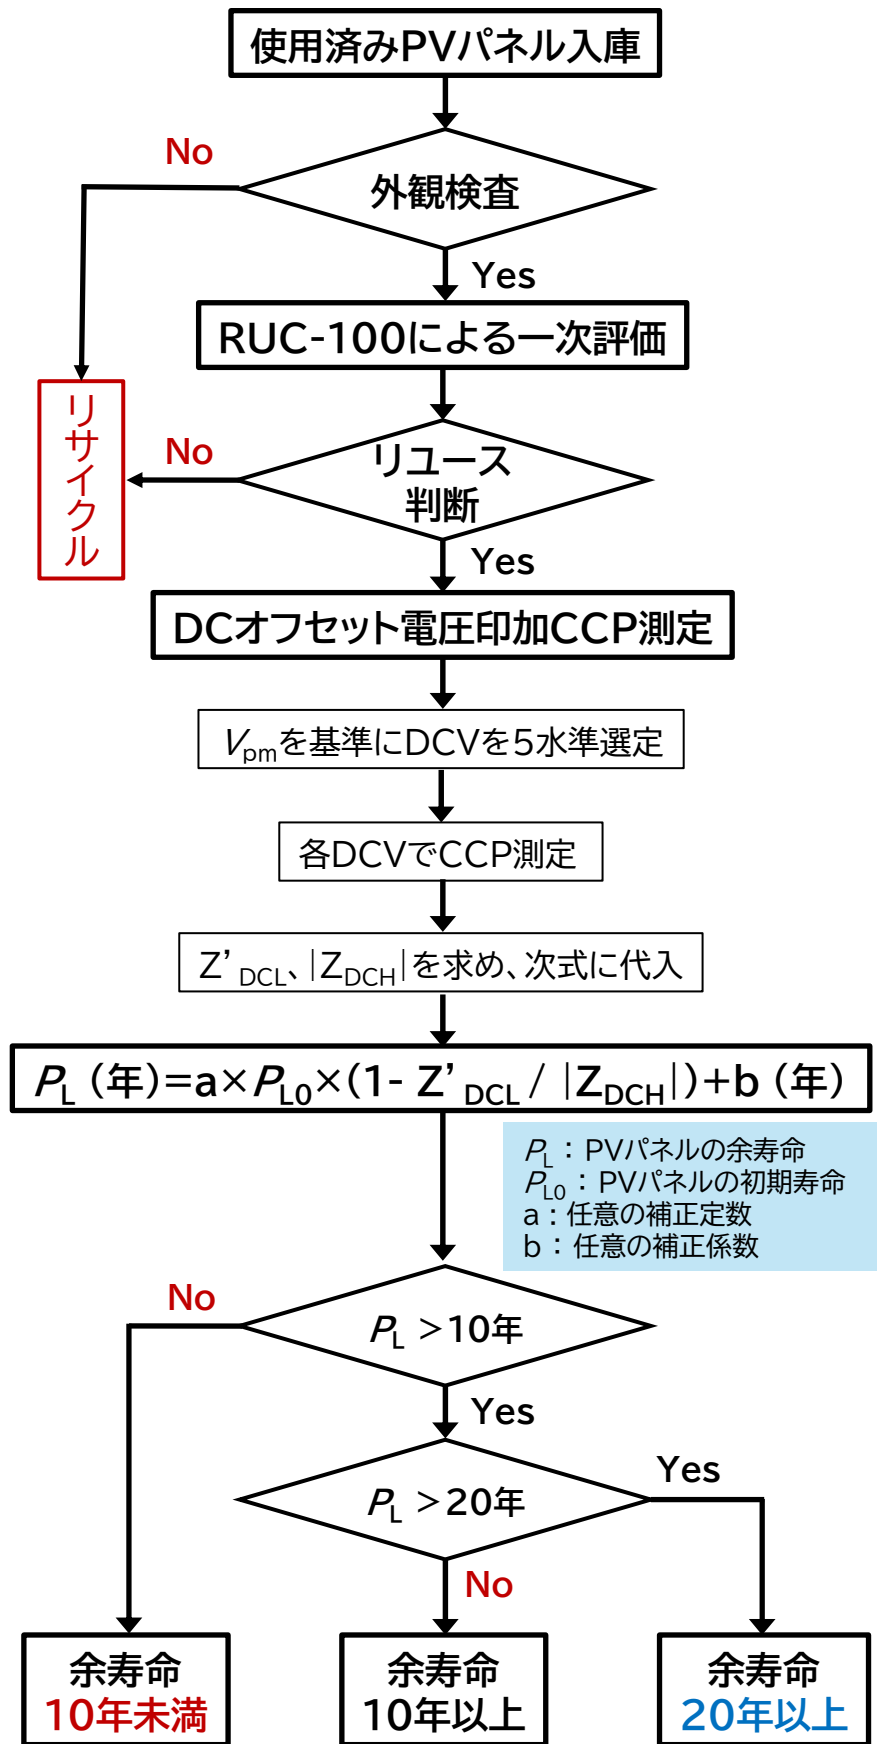 使用済みPVパネル入庫
No
外観検査
Yes
RUC-100による一次評価
リサイクル
No
リユース
判断
Yes
DCオフセット電圧印加CCP測定
Vpmを基準にDCVを5水準選定
各DCVでCCP測定
Z’DCL、|ZDCH|を求め、次式に代入
PL (年)=a×PL0×(1- Z’DCL / |ZDCH|)+b (年)
PL:PVパネルの余寿命
PL0:PVパネルの初期寿命
a:任意の補正定数
b:任意の補正係数
No
PL >10年
Yes
PL >20年
Yes
No
余寿命
10年未満
余寿命
10年以上
余寿命
20年以上